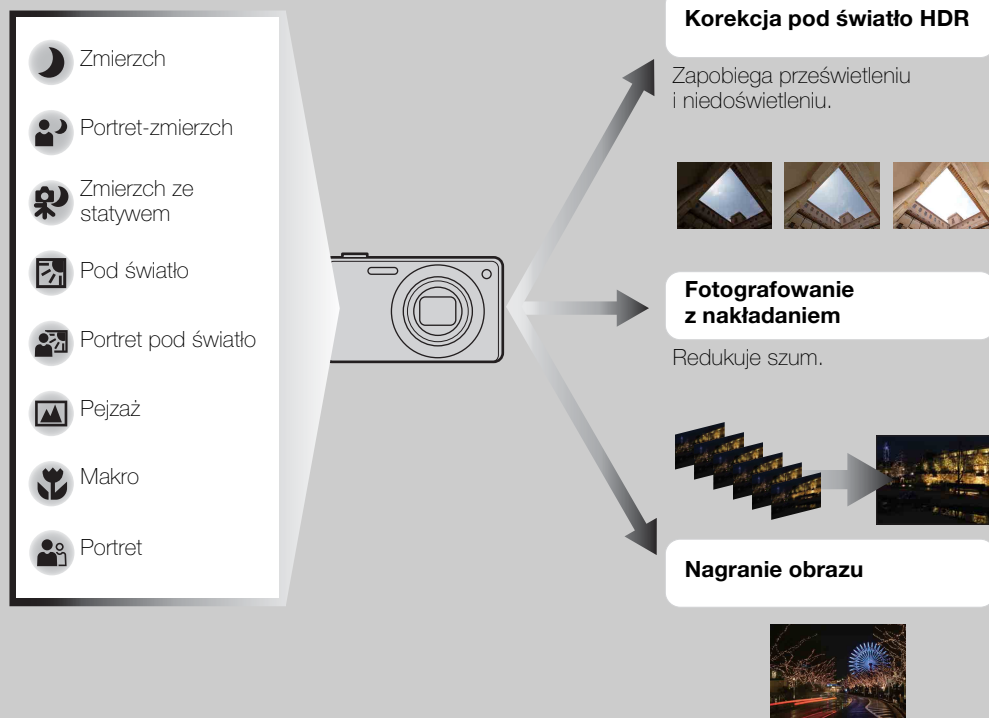 Zmierzch
Portret-zmierzch
Zmierzch ze
statywem
Pod światło
Portret pod światło
Pejzaż
Makro
Portret
Korekcja pod światło HDR
Zapobiega prześwietleniu
i niedoświetleniu.
Fotografowanie
z nakładaniem
Redukuje szum.
Nagranie obrazu